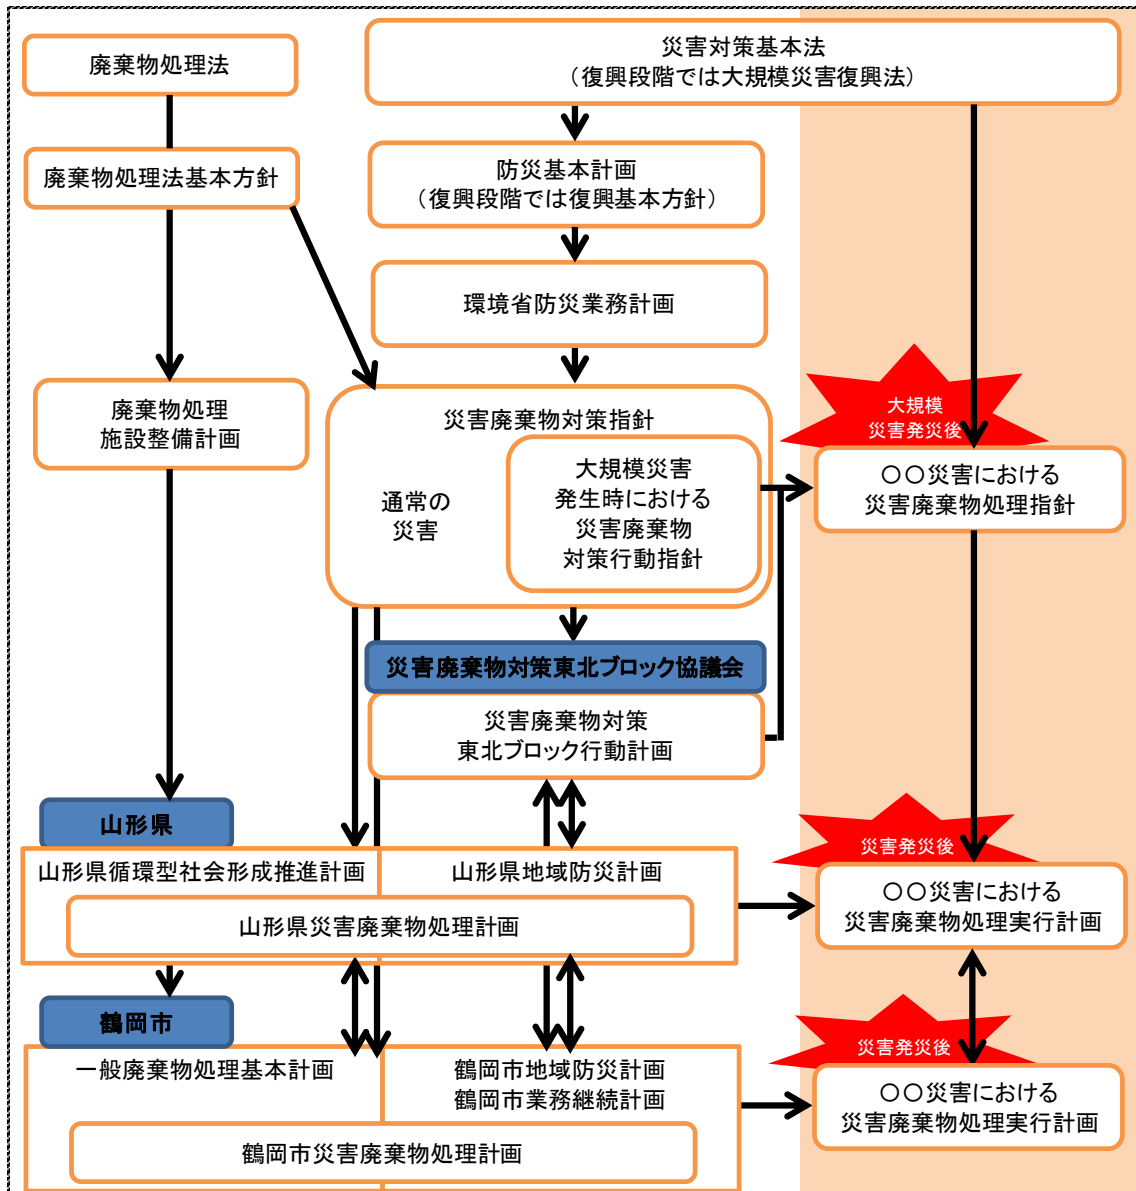 廃棄物処理法
災害対策基本法
（復興段階では大規模災害復興法）
廃棄物処理法基本方針
防災基本計画
（復興段階では復興基本方針）
環境省防災業務計画
廃棄物処理
施設整備計画
災害廃棄物対策指針
通常の
災害
大規模災害
発生時における
災害廃棄物
対策行動指針
大規模
災害発災後
〇〇災害における
災害廃棄物処理指針
災害廃棄物対策東北ブロック協議会
災害廃棄物対策
東北ブロック行動計画
山形県
山形県循環型社会形成推進計画
山形県地域防災計画
山形県災害廃棄物処理計画
災害発災後
〇〇災害における
災害廃棄物処理実行計画
鶴岡市
一般廃棄物処理基本計画
鶴岡市地域防災計画
鶴岡市業務継続計画
鶴岡市災害廃棄物処理計画
災害発災後
〇〇災害における
災害廃棄物処理実行計画